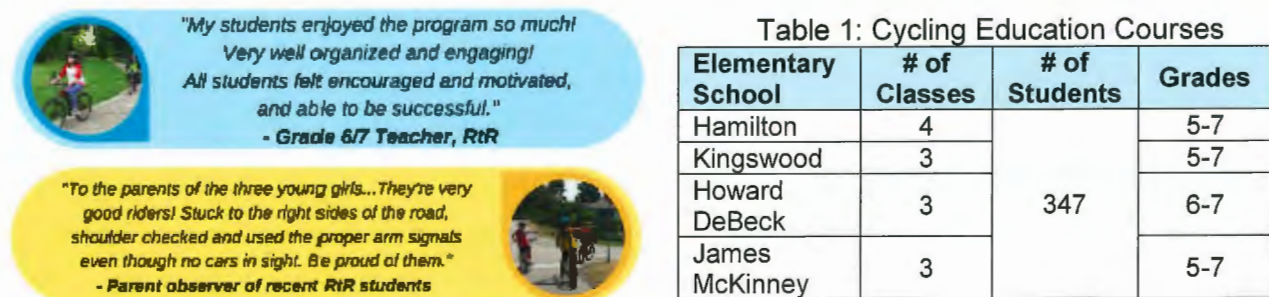 "My students enjoyed the program so much!
Very well organized and engaging!
All students felt encouraged and motivated,
and able to be successful."
- Grade 6/7 Teacher, RtR
"To the parents of the three young girls...They're very
good riders! Stuck to the right sides of the road,
shoulder checked and used the proper arm signals
even though no cars in sight. Be proud of them."
- Parent observer of recent RtR students
Table 1: Cycling Education Courses
Elementary School # of Classes # of Students Grades
Hamilton 4 347 5-7
Kingswood 3 5-7
Howard DeBeck 3 6-7
James McKinney 3 5-7